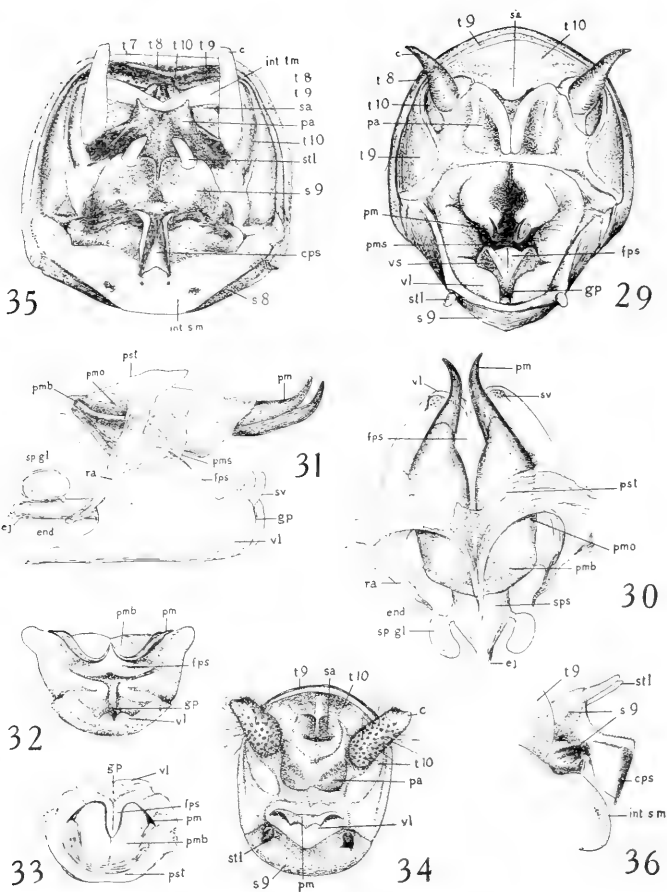 t7 t8 t10 t9 c
int tm
t8
t9
sa
pa
t10
stl
s9
cps
s8
int sm
35
t9 sa t10
c
t8
t10
pa
t9
pm
pms
vs
vl
stl
s9
fps
gp
29
pst
pmo
pmb
pm
sp gl
ra
pms
fps
sv
gp
ej
end
vl
31
pm
vl
sv
fps
pst
pmo
pmb
ra
end
sps
sp gl
ej
30
pmb pm
fps
gp
vl
32
gp vl
fps
pm
pmb
pst
33
t9 sa t10
c
t10
pa
vl
stl
s9
pm
34
t9
stl
s9
cps
int sm
36